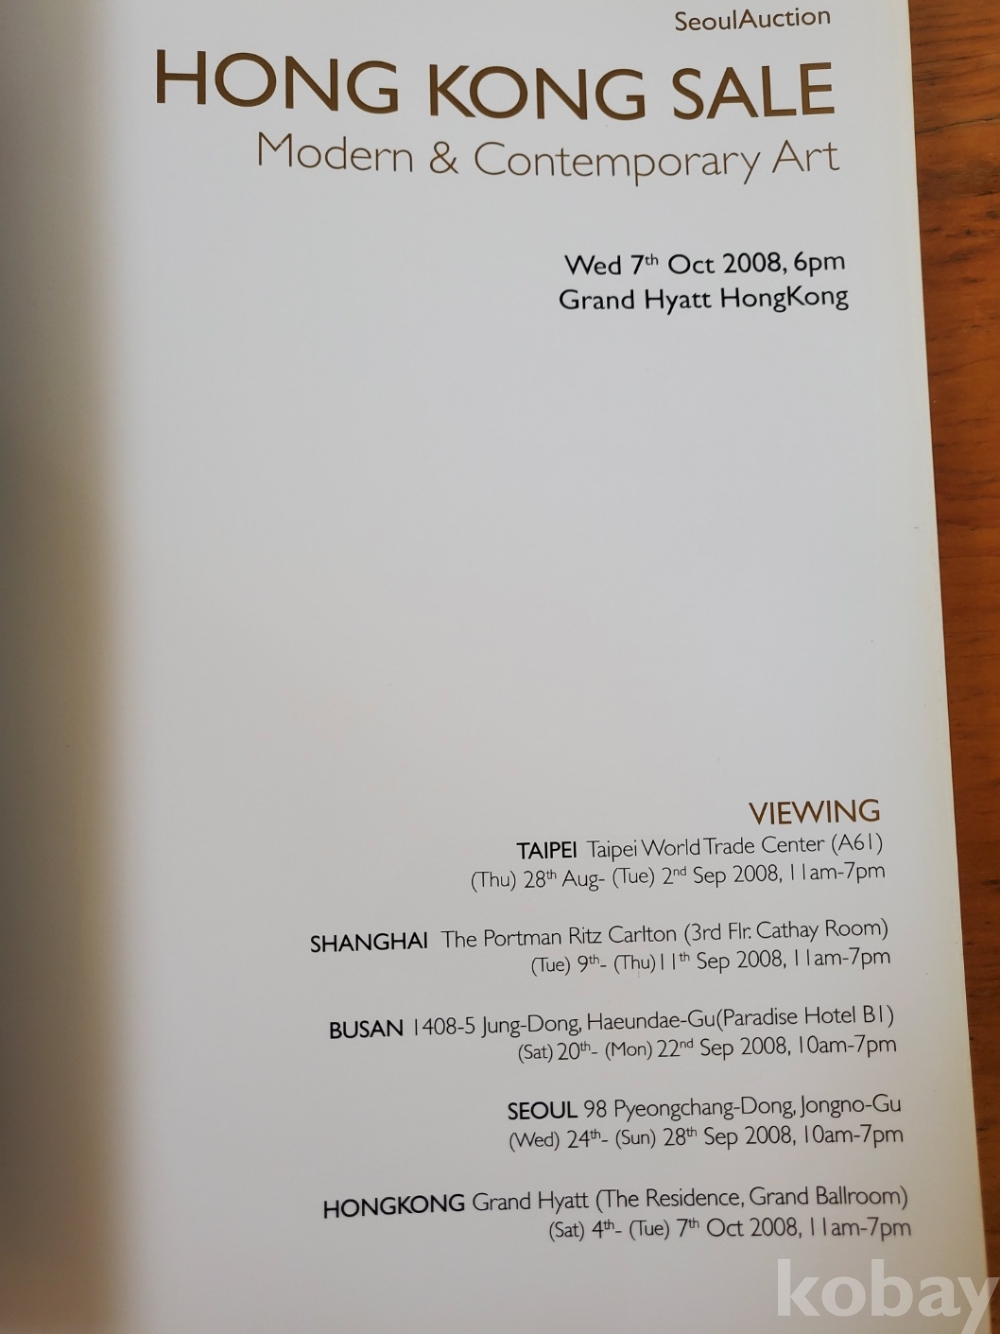 SeoulAuction
HONG KONG SALE
Modern & Contemporary Art
Wed 7th Oct 2008, 6pm
Grand Hyatt HongKong
VIEWING
TAIPEI Taipei World Trade Center (A61)
(Thu) 28th Aug- (Tue) 2nd Sep 2008, 11am-7pm
SHANGHAI The Portman Ritz Carlton (3rd Flr. Cathay Room)
(Tue) 9th- (Thu)11th Sep 2008, 11am-7pm
BUSAN 1408-5 Jung-Dong, Haeundae-Gu(Paradise Hotel B1)
(Sat) 20th- (Mon) 22nd Sep 2008, 10am-7pm
SEOUL 98 Pyeongchang-Dong, Jongno-Gu
(Wed) 24th- (Sun) 28th Sep 2008, 10am-7pm
HONGKONG Grand Hyatt (The Residence, Grand Ballroom)
(Sat) 4th- (Tue) 7th Oct 2008, 11am-7pm
kobay